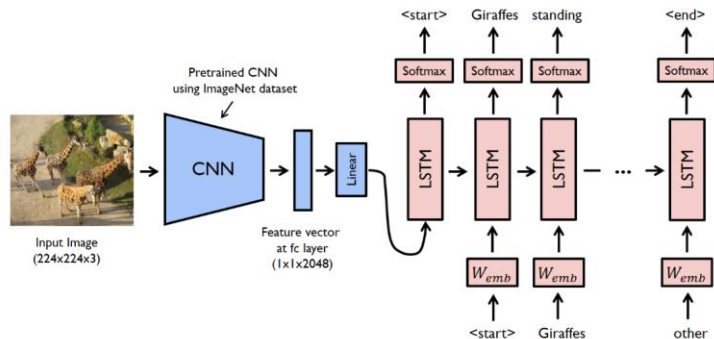 <start> Giraffes standing <end>
Softmax Softmax Softmax Softmax
Pretrained CNN
using ImageNet dataset
CNN
Linear
LSTM LSTM LSTM ... LSTM
Input Image
(224x224x3)
Feature vector
at fc layer
(1x1x2048)
W_emb W_emb W_emb
<start> Giraffes other